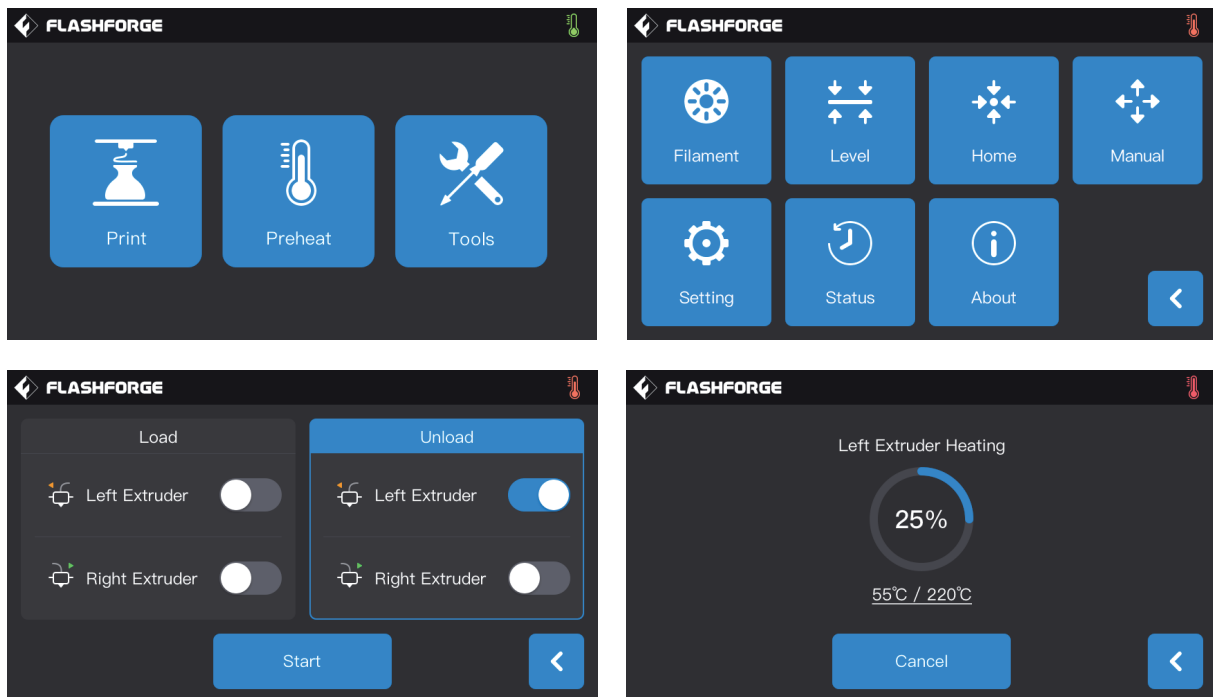 FLASHFORGE
Print Preheat Tools
FLASHFORGE
Filament Level Home Manual
Setting Status About
FLASHFORGE
Load Unload
Left Extruder Left Extruder
Right Extruder Right Extruder
Start
FLASHFORGE
Left Extruder Heating
25%
55℃ / 220℃
Cancel